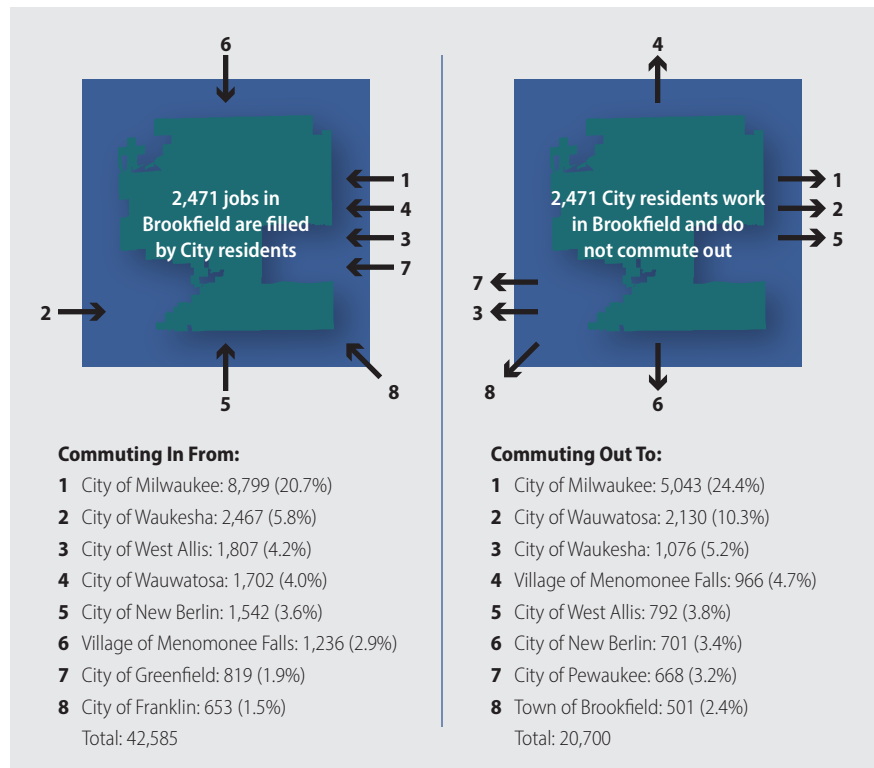 6
2,471 jobs in
Brookfield are filled
by City residents
1
4
3
7
2
5
8
Commuting In From:
1 City of Milwaukee: 8,799 (20.7%)
2 City of Waukesha: 2,467 (5.8%)
3 City of West Allis: 1,807 (4.2%)
4 City of Wauwatosa: 1,702 (4.0%)
5 City of New Berlin: 1,542 (3.6%)
6 Village of Menomonee Falls: 1,236 (2.9%)
7 City of Greenfield: 819 (1.9%)
8 City of Franklin: 653 (1.5%)
Total: 42,585
4
2,471 City residents work
in Brookfield and do
not commute out
1
2
5
7
3
8
6
Commuting Out To:
1 City of Milwaukee: 5,043 (24.4%)
2 City of Wauwatosa: 2,130 (10.3%)
3 City of Waukesha: 1,076 (5.2%)
4 Village of Menomonee Falls: 966 (4.7%)
5 City of West Allis: 792 (3.8%)
6 City of New Berlin: 701 (3.4%)
7 City of Pewaukee: 668 (3.2%)
8 Town of Brookfield: 501 (2.4%)
Total: 20,700